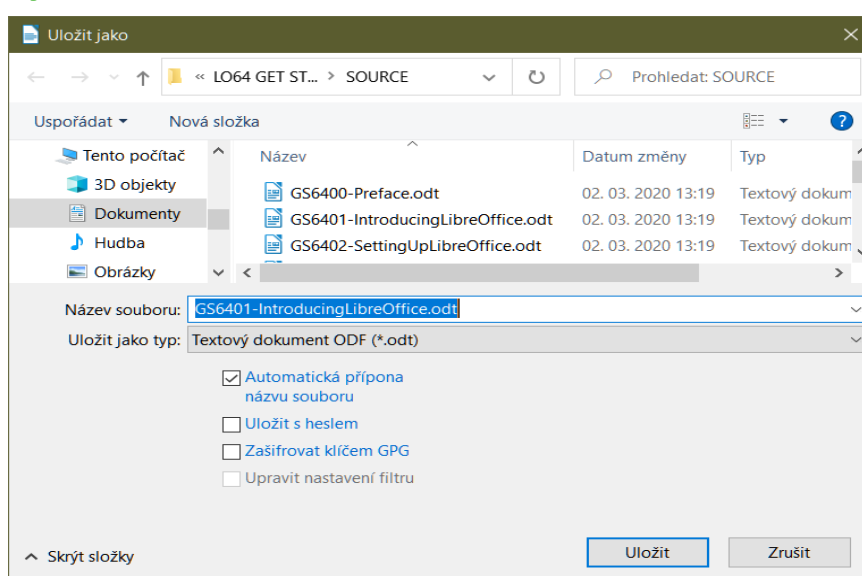 Uložit jako
« LO64 GET ST... > SOURCE
Prohledat: SOURCE
Uspořádat
Nová složka
Tento počítač
3D objekty
Dokumenty
Hudba
Obrázky
Název Datum změny Typ
GS6400-Preface.odt 02. 03. 2020 13:19 Textový dokum
GS6401-IntroducingLibreOffice.odt 02. 03. 2020 13:19 Textový dokum
GS6402-SettingUpLibreOffice.odt 02. 03. 2020 13:19 Textový dokum
Název souboru: GS6401-IntroducingLibreOffice.odt
Uložit jako typ: Textový dokument ODF (*.odt)
Automatická přípona
názvu souboru
Uložit s heslem
Zašifrovat klíčem GPG
Upravit nastavení filtru
Skrýt složky
Uložit
Zrušit